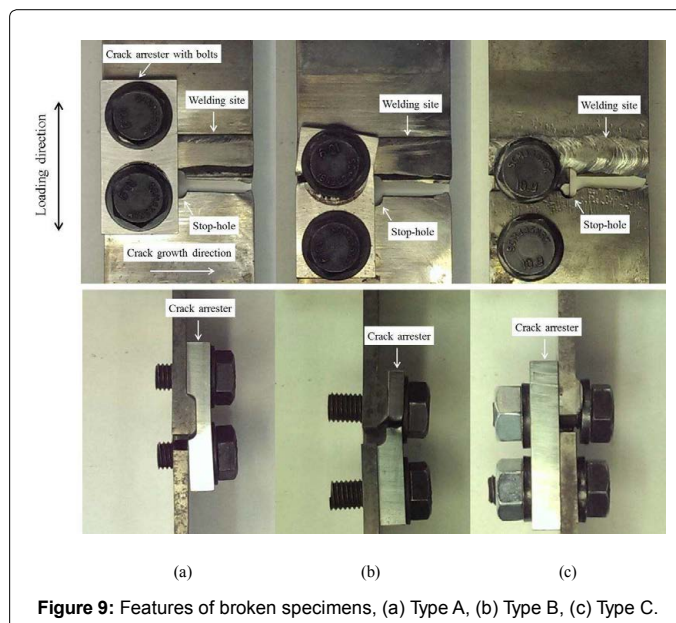 Crack arrester with bolts
Welding site
Stop-hole
Crack growth direction
Loading direction
Welding site
Stop-hole
Welding site
Stop-hole
Crack arrester
Crack arrester
Crack arrester
(a)
(b)
(c)
Figure 9: Features of broken specimens, (a) Type A, (b) Type B, (c) Type C.